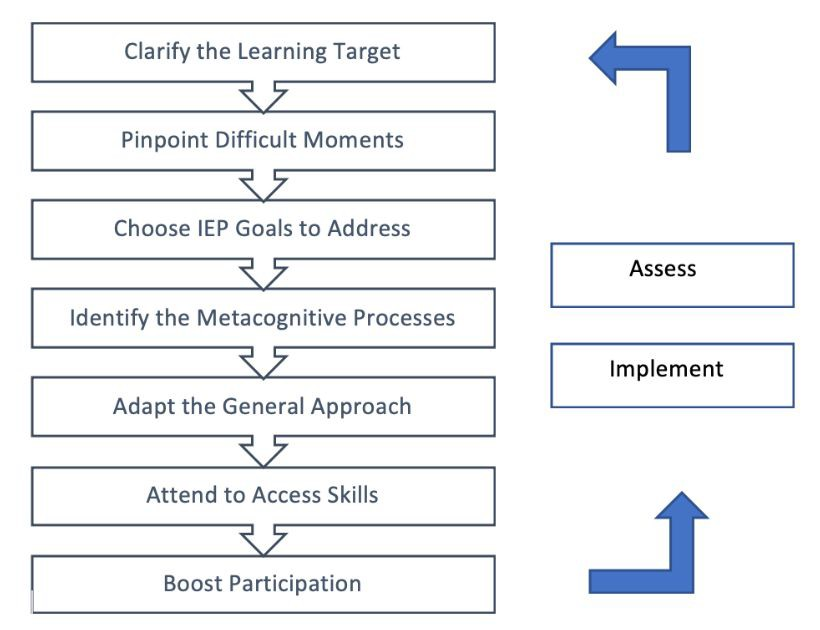 Clarify the Learning Target
Pinpoint Difficult Moments
Choose IEP Goals to Address
Identify the Metacognitive Processes
Adapt the General Approach
Attend to Access Skills
Boost Participation
Assess
Implement